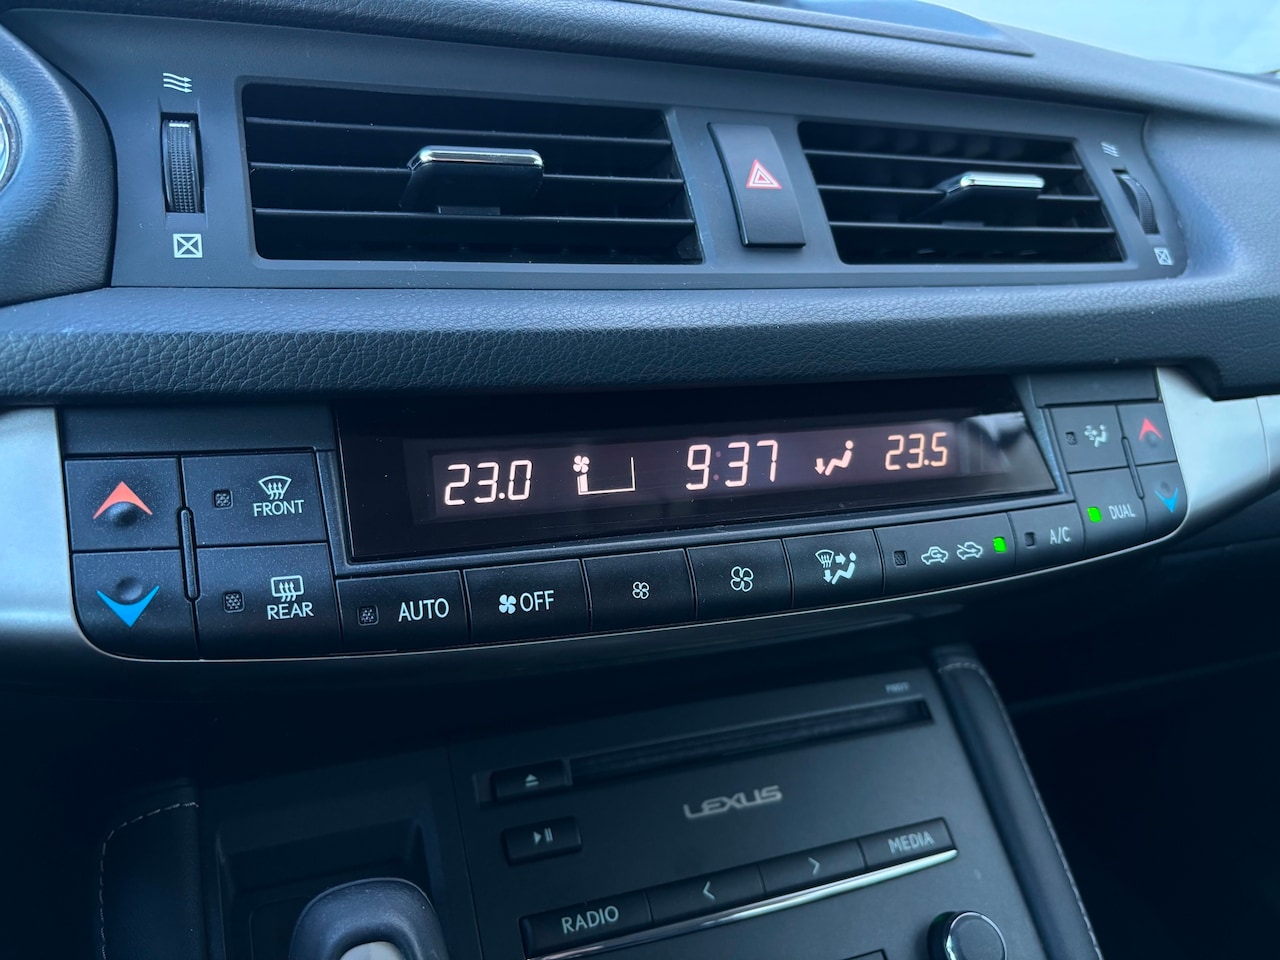 23.0 9:37 23.5
FRONT
REAR
AUTO
OFF
A/C
DUAL
LEXUS
RADIO
MEDIA